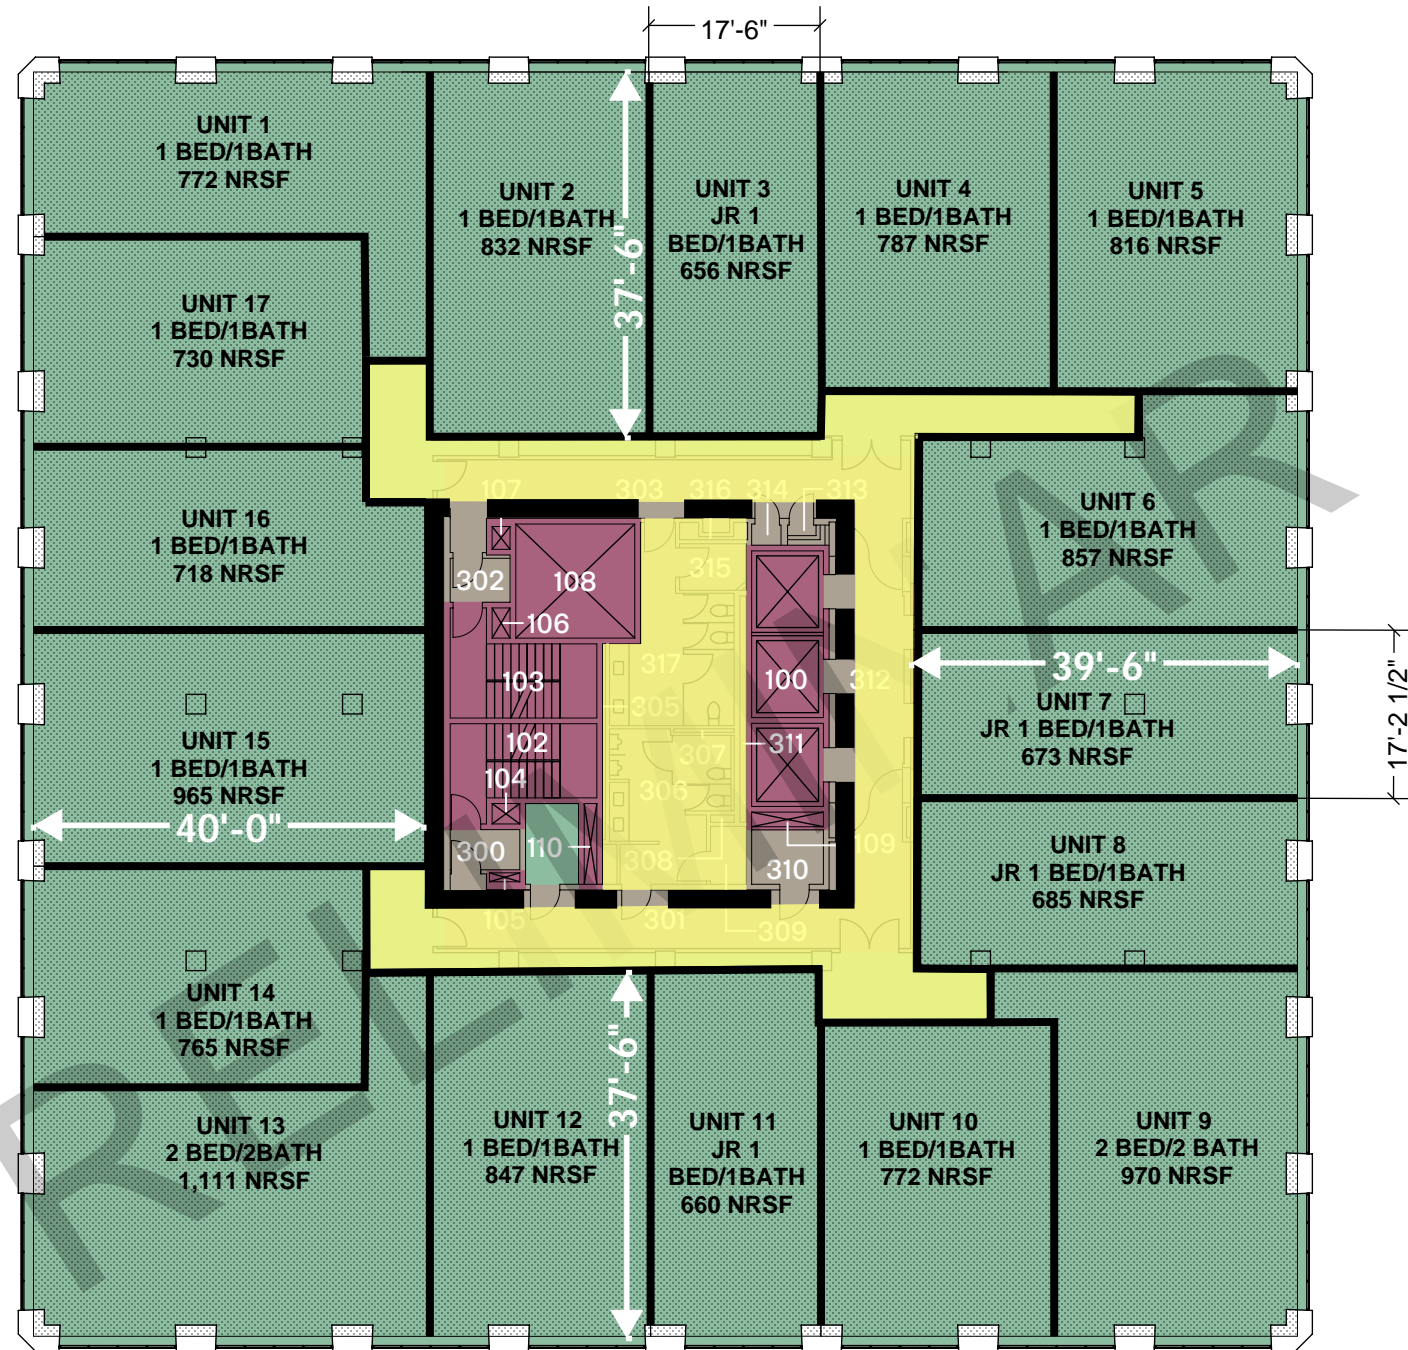 17'-6"
UNIT 1
1 BED/1BATH
772 NRSF
UNIT 2
1 BED/1BATH
832 NRSF
37'-6"
UNIT 3
JR 1
BED/1BATH
656 NRSF
UNIT 4
1 BED/1BATH
787 NRSF
UNIT 5
1 BED/1BATH
816 NRSF
UNIT 17
1 BED/1BATH
730 NRSF
UNIT 16
1 BED/1BATH
718 NRSF
UNIT 6
1 BED/1BATH
857 NRSF
107
303
316
314
313
302
108
315
106
317
103
305
100
312
102
311
307
104
306
110
300
308
310
109
105
301
309
39'-6"
UNIT 7
JR 1 BED/1BATH
673 NRSF
17'-2 1/2"
UNIT 15
1 BED/1BATH
965 NRSF
40'-0"
UNIT 8
JR 1 BED/1BATH
685 NRSF
UNIT 14
1 BED/1BATH
765 NRSF
UNIT 13
2 BED/2BATH
1,111 NRSF
UNIT 12
1 BED/1BATH
847 NRSF
37'-6"
UNIT 11
JR 1
BED/1BATH
660 NRSF
UNIT 10
1 BED/1BATH
772 NRSF
UNIT 9
2 BED/2 BATH
970 NRSF